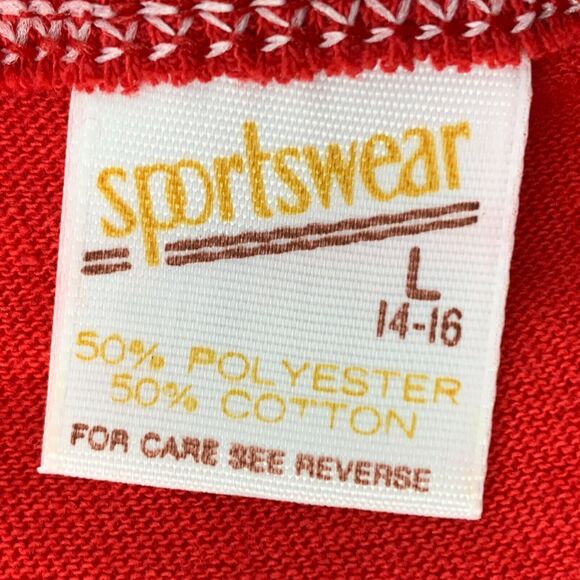 sportswear
L
14-16
50% POLYESTER
50% COTTON
FOR CARE SEE REVERSE